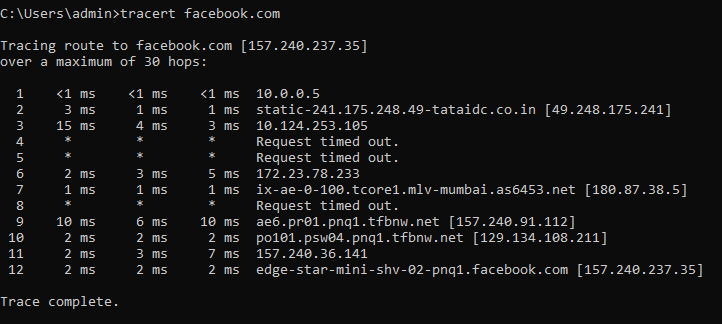 C:\Users\admin>tracert facebook.com
Tracing route to facebook.com [157.240.237.35]
over a maximum of 30 hops:
1 <1 ms <1 ms <1 ms 10.0.0.5
2 3 ms 1 ms 1 ms static-241.175.248.49-tataidc.co.in [49.248.175.241]
3 15 ms 4 ms 3 ms 10.124.253.105
4 * * * Request timed out.
5 * * * Request timed out.
6 2 ms 3 ms 5 ms 172.23.78.233
7 1 ms 1 ms 1 ms ix-ae-0-100.tcore1.mlv-mumbai.as6453.net [180.87.38.5]
8 * * * Request timed out.
9 10 ms 6 ms 10 ms ae6.pr01.pnq1.tfbnw.net [157.240.91.112]
10 2 ms 2 ms 2 ms po101.psw04.pnq1.tfbnw.net [129.134.108.211]
11 2 ms 3 ms 7 ms 157.240.36.141
12 2 ms 2 ms 2 ms edge-star-mini-shv-02-pnq1.facebook.com [157.240.237.35]
Trace complete.